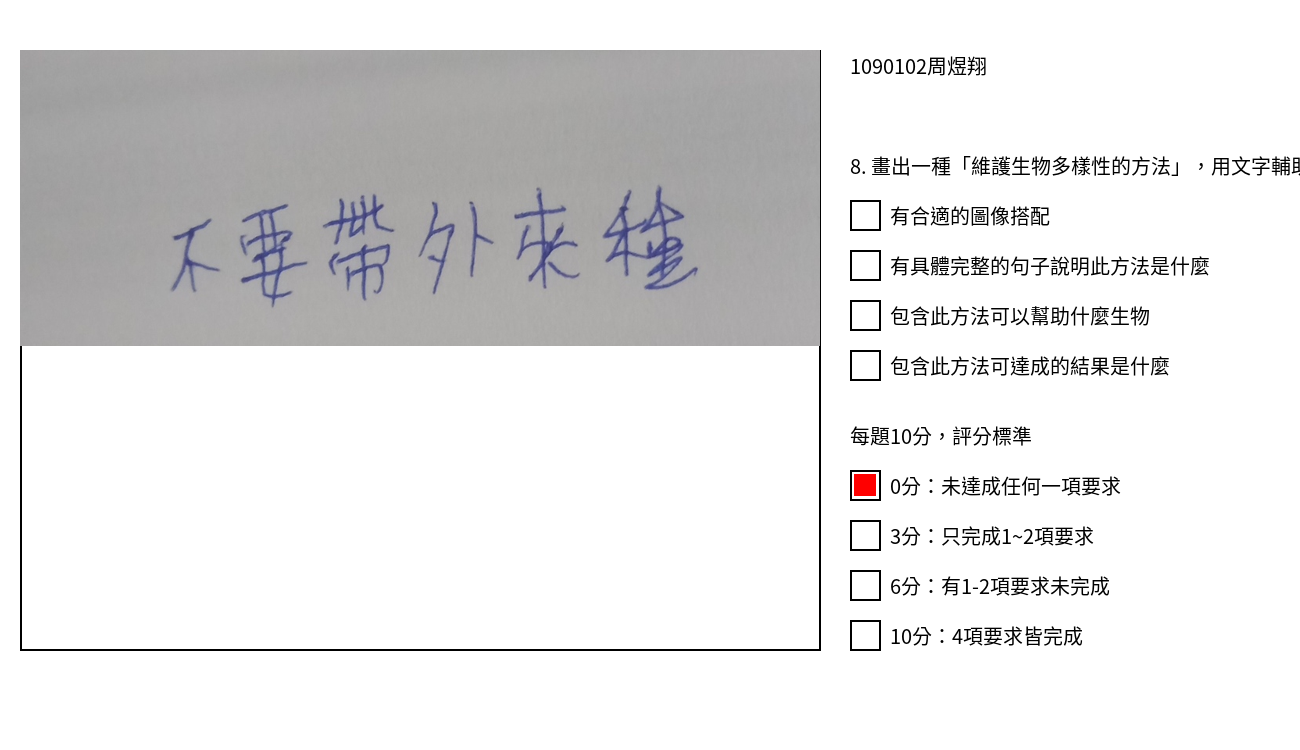 不要帶外來種
1090102周煜翔
8. 畫出一種「維護生物多樣性的方法」，用文字輔
有合適的圖像搭配
有具體完整的句子說明此方法是什麼
包含此方法可以幫助什麼生物
包含此方法可達成的結果是什麼
每題10分，評分標準
0分：未達成任何一項要求
3分：只完成1~2項要求
6分：有1-2項要求未完成
10分：4項要求皆完成